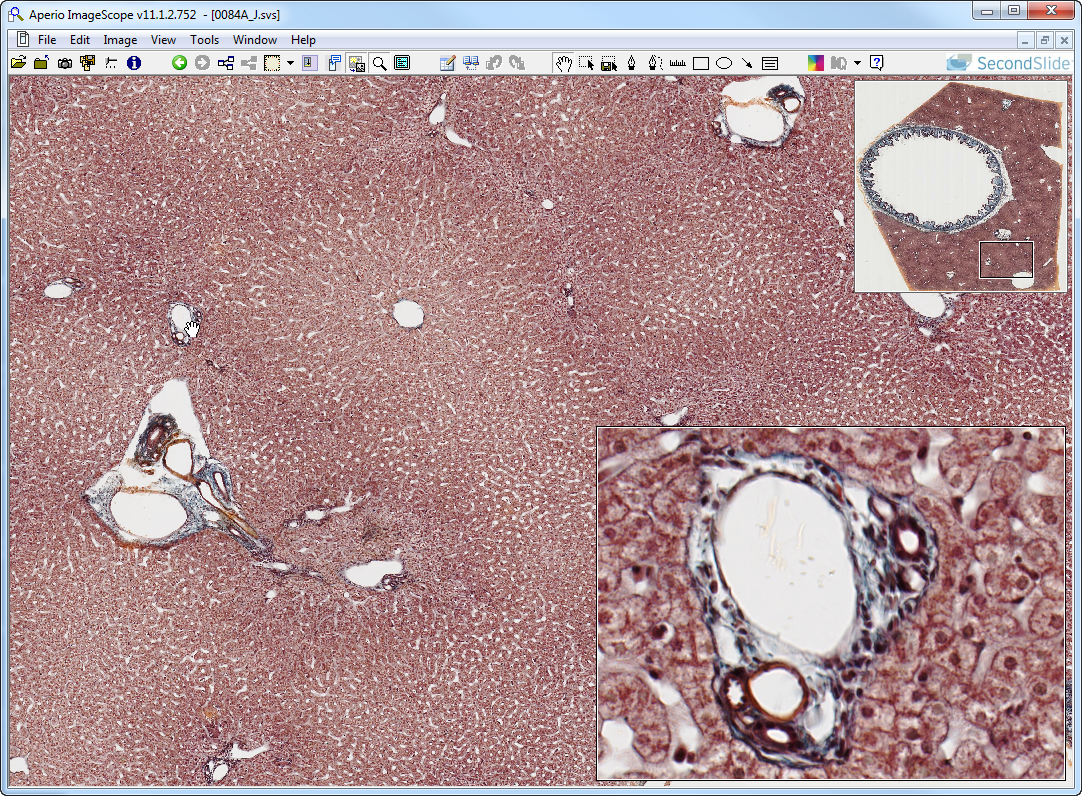 Aperio ImageScope v11.1.2.752 - [0084A_J.svs]
File Edit Image View Tools Window Help
SecondSlide